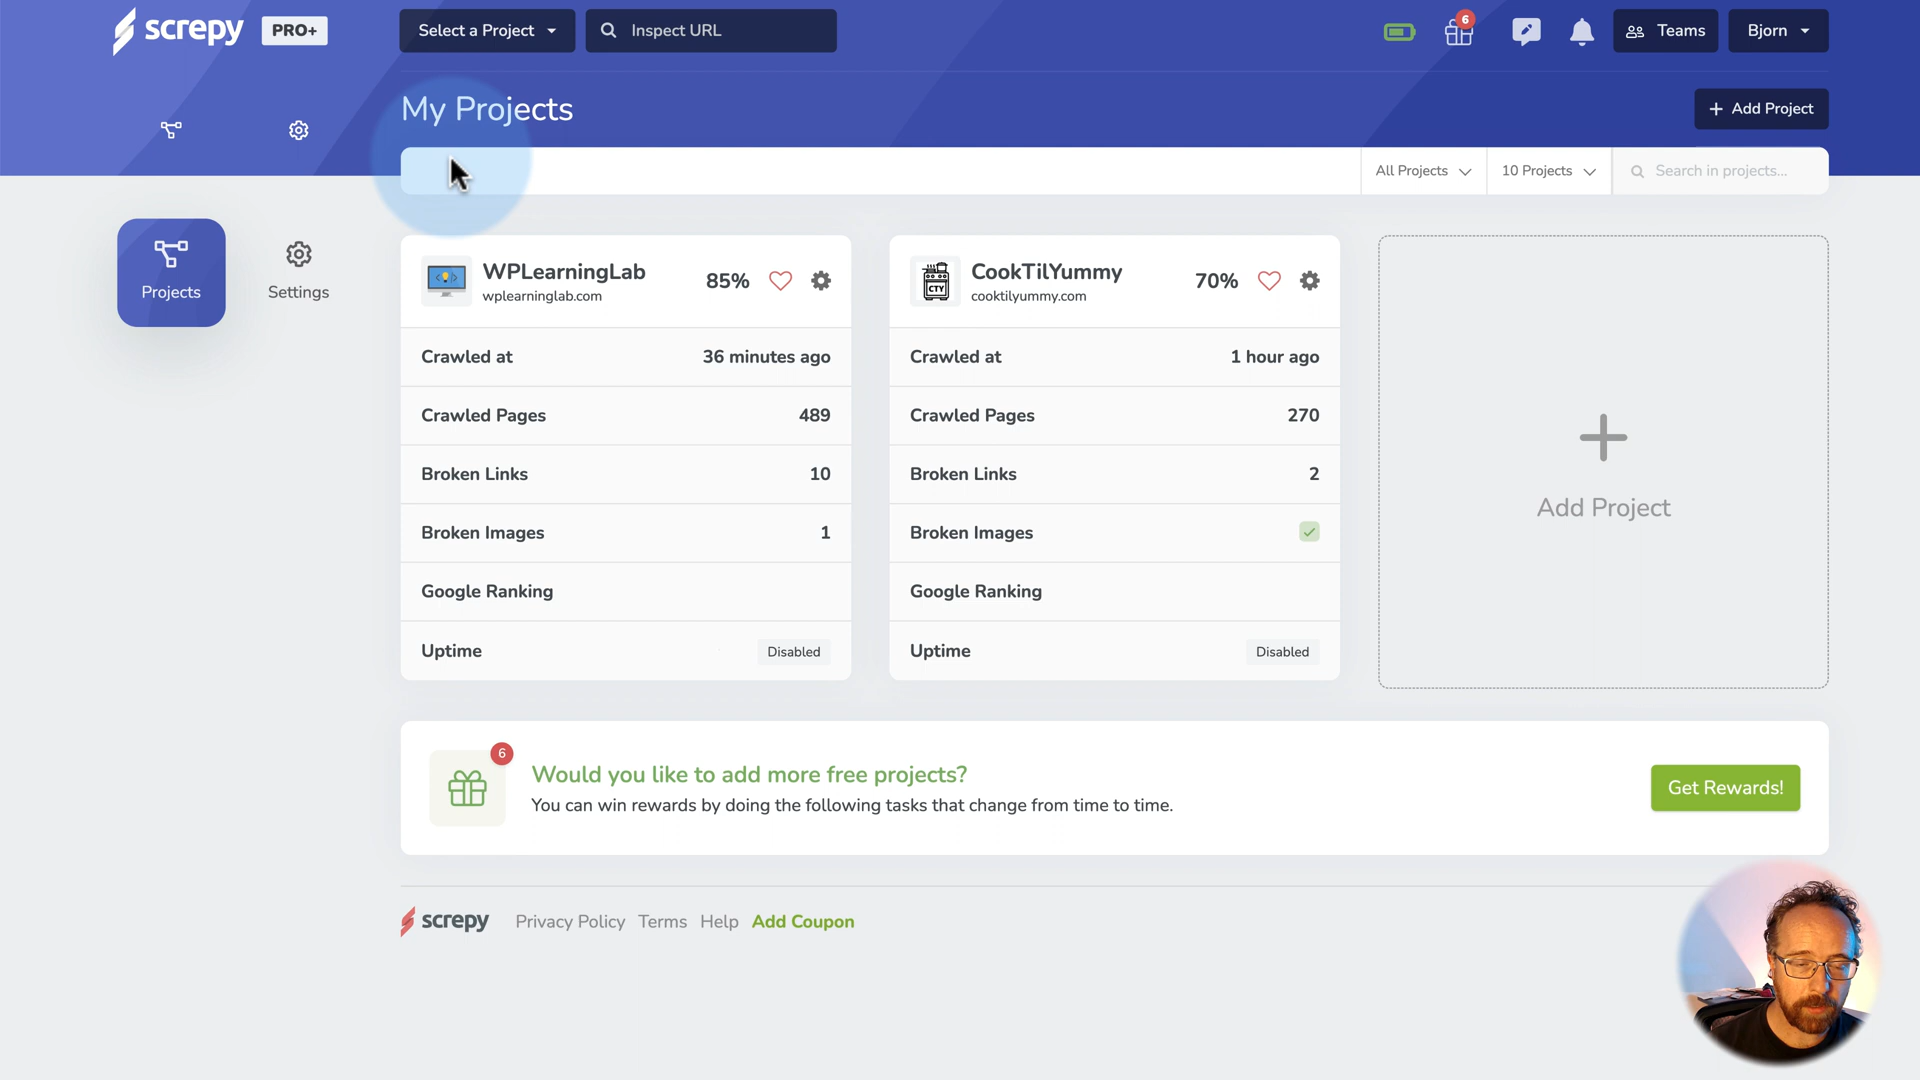 screpy PRO+ Select a Project Inspect URL 6 Teams Bjorn
My Projects
+ Add Project
All Projects 10 Projects Search in projects...
Projects
Settings
WPLearningLab
wplearninglab.com
85%
Crawled at 36 minutes ago
Crawled Pages 489
Broken Links 10
Broken Images 1
Google Ranking
Uptime Disabled
CTY
CookTilYummy
cooktilyummy.com
70%
Crawled at 1 hour ago
Crawled Pages 270
Broken Links 2
Broken Images
Google Ranking
Uptime Disabled
Add Project
6
Would you like to add more free projects?
You can win rewards by doing the following tasks that change from time to time.
Get Rewards!
screpy Privacy Policy Terms Help Add Coupon